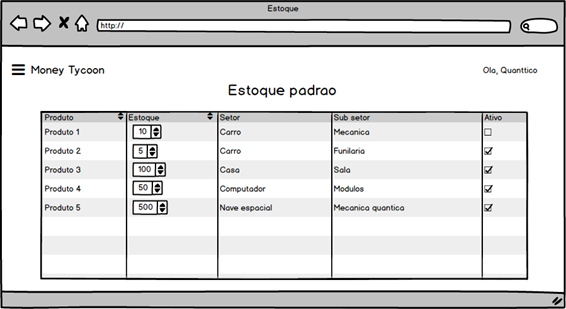 Estoque
http://
Money Tycoon
Ola, Quanttico
Estoque padrao
Produto Estoque Setor Sub setor Ativo
Produto 1 10 Carro Mecanica
Produto 2 5 Carro Funilaria
Produto 3 100 Casa Sala
Produto 4 50 Computador Modulos
Produto 5 500 Nave espacial Mecanica quantica